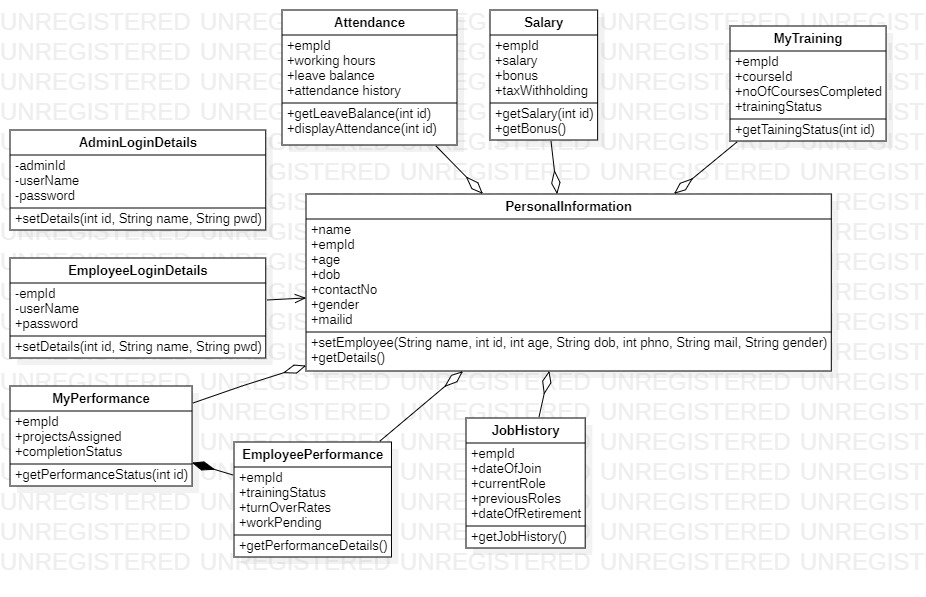 Attendance
+empId
+working hours
+leave balance
+attendance history
+getLeaveBalance(int id)
+displayAttendance(int id)
Salary
+empId
+salary
+bonus
+taxWithholding
+getSalary(int id)
+getBonus()
MyTraining
+empId
+courseId
+noOfCoursesCompleted
+trainingStatus
+getTainingStatus(int id)
AdminLoginDetails
-adminId
-userName
-password
+setDetails(int id, String name, String pwd)
PersonalInformation
+name
+empId
+age
+dob
+contactNo
+gender
+mailid
+setEmployee(String name, int id, int age, String dob, int phno, String mail, String gender)
+getDetails()
EmployeeLoginDetails
-empId
-userName
+password
+setDetails(int id, String name, String pwd)
MyPerformance
+empId
+projectsAssigned
+completionStatus
+getPerformanceStatus(int id)
EmployeePerformance
+empId
+trainingStatus
+turnOverRates
+workPending
+getPerformanceDetails()
JobHistory
+empId
+dateOfJoin
+currentRole
+previousRoles
+dateOfRetirement
+getJobHistory()
UNREGISTERED